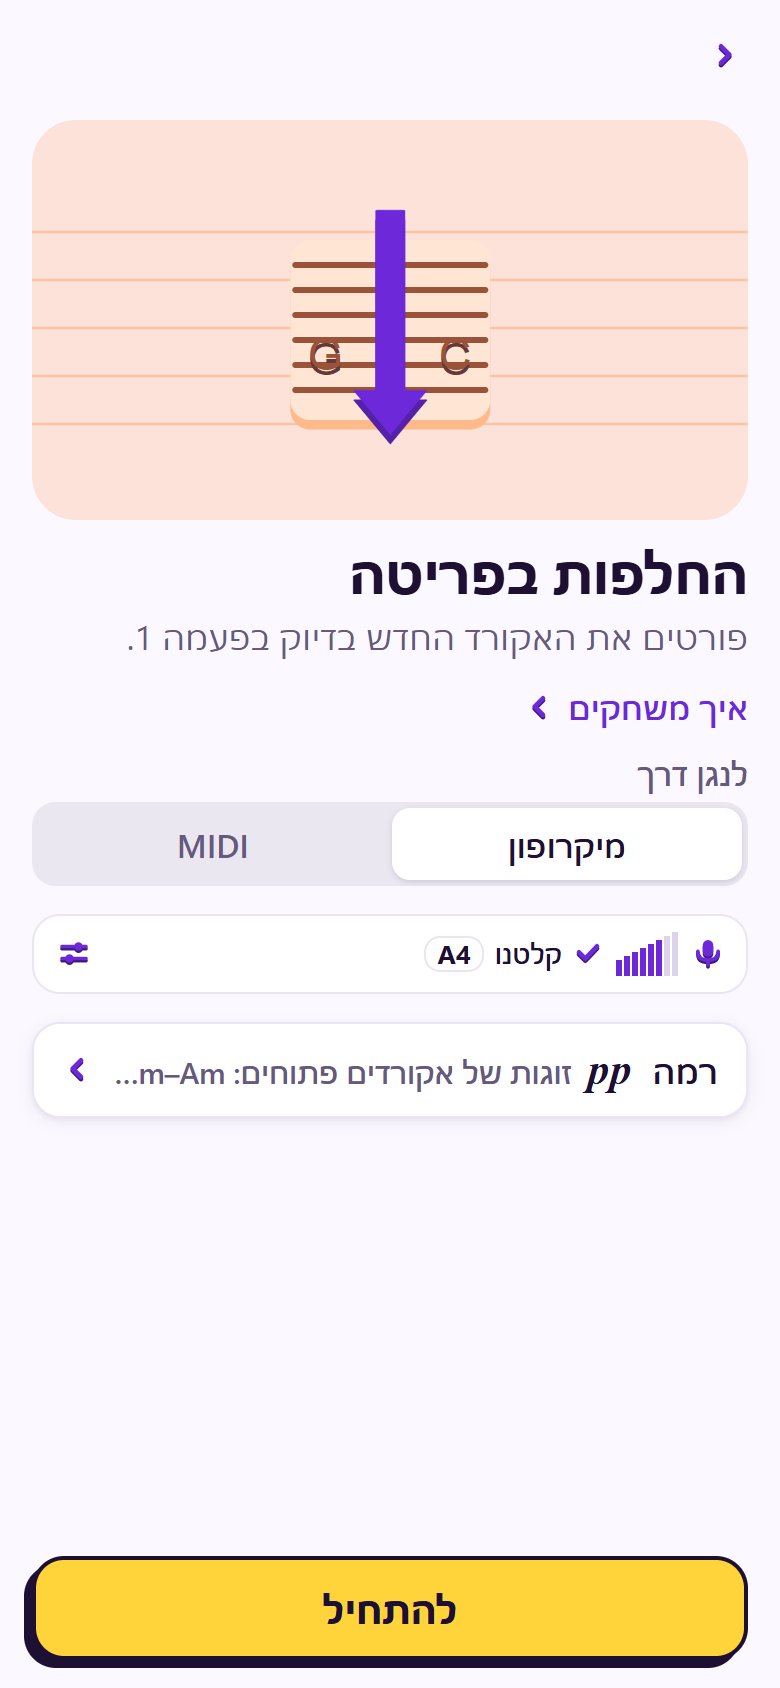 G C
החלפות בפריטה
פורטים את האקורד החדש בדיוק בפעמה 1.
איך משחקים
לנגן דרך
מיקרופון
MIDI
קלטנו A4
רמה pp זוגות של אקורדים פתוחים: m–Am...
להתחיל